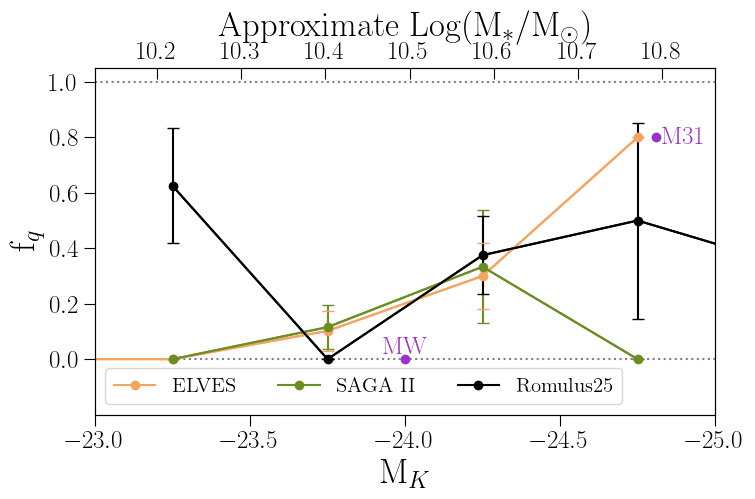 Approximate Log(M*/M☉)
10.2 10.3 10.4 10.5 10.6 10.7 10.8
1.0
0.8
0.6
0.4
0.2
0.0
f_q
M31
MW
ELVES SAGA II Romulus25
−23.0 −23.5 −24.0 −24.5 −25.0
M_K